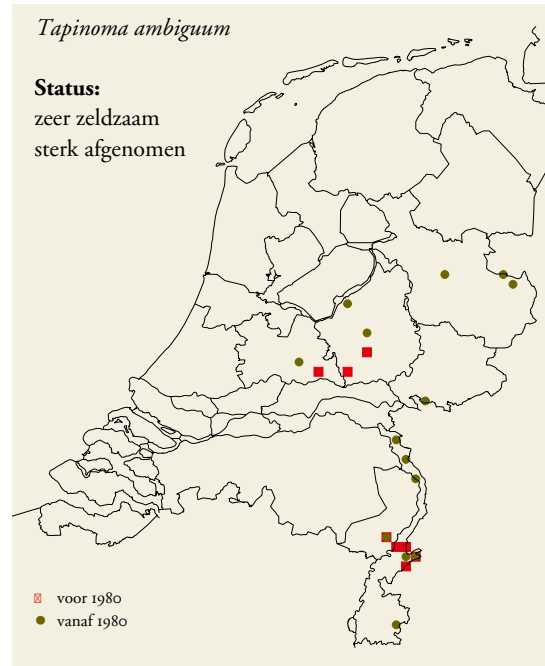 Tapinoma ambiguum
Status:
zeer zeldzaam
sterk afgenomen
voor 1980
vanaf 1980